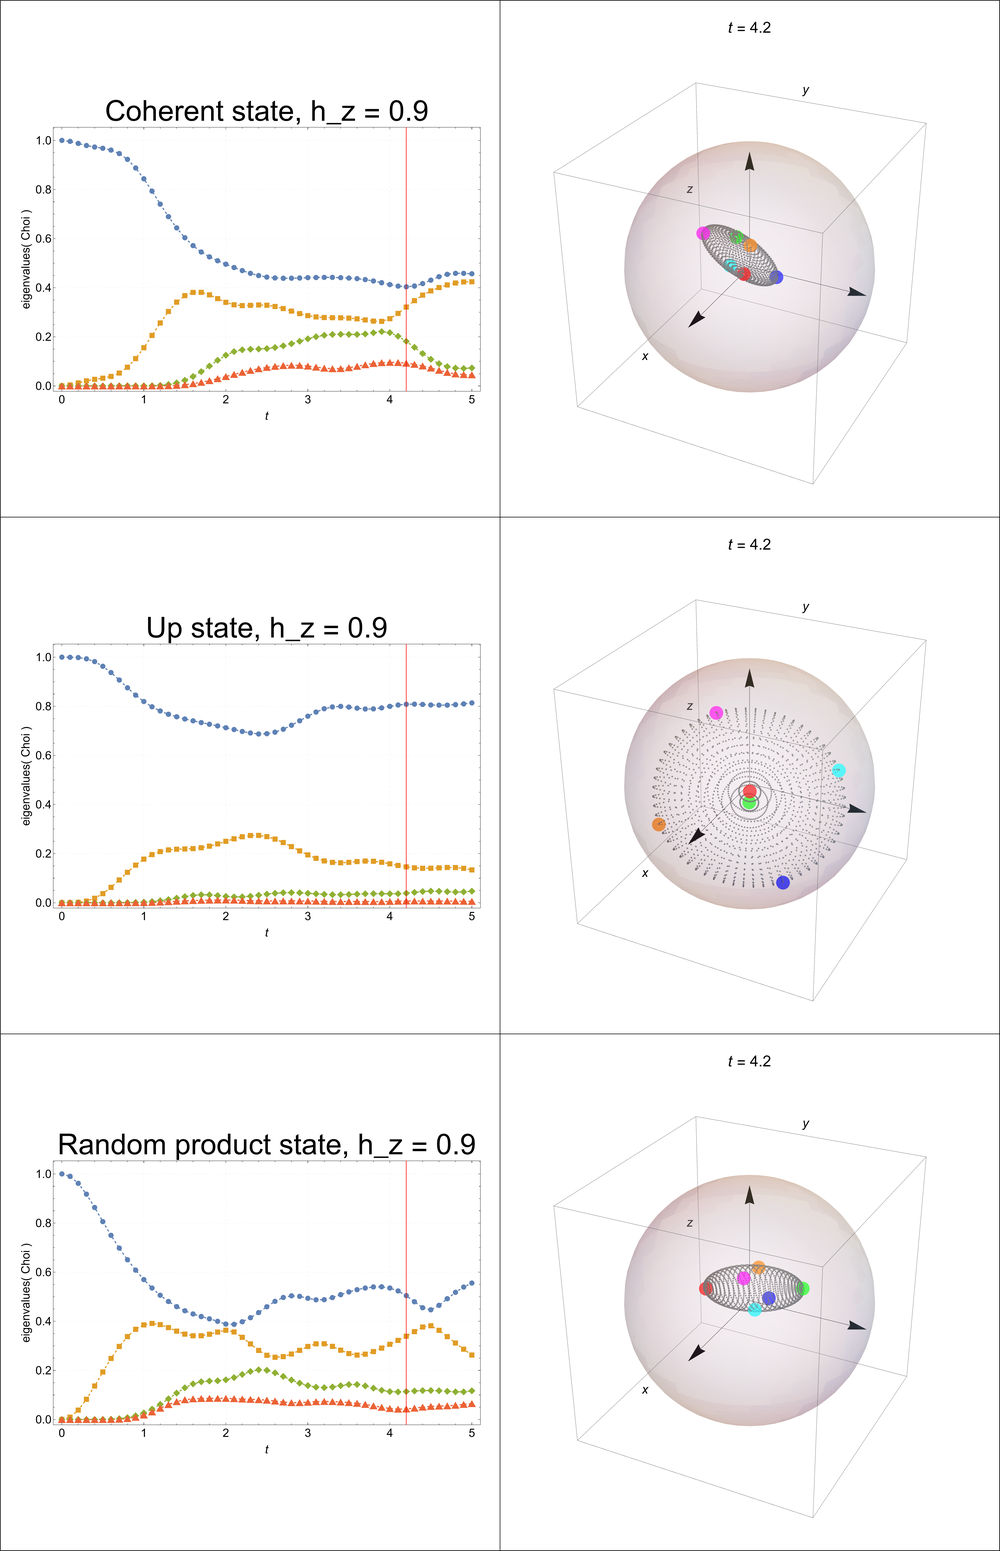 Coherent state, h_z = 0.9
eigenvalues( Choi )
1.0
0.8
0.6
0.4
0.2
0.0
0 1 2 3 4 5
t
t = 4.2
y
z
x
Up state, h_z = 0.9
eigenvalues( Choi )
1.0
0.8
0.6
0.4
0.2
0.0
0 1 2 3 4 5
t
t = 4.2
y
z
x
Random product state, h_z = 0.9
eigenvalues( Choi )
1.0
0.8
0.6
0.4
0.2
0.0
0 1 2 3 4 5
t
t = 4.2
y
z
x